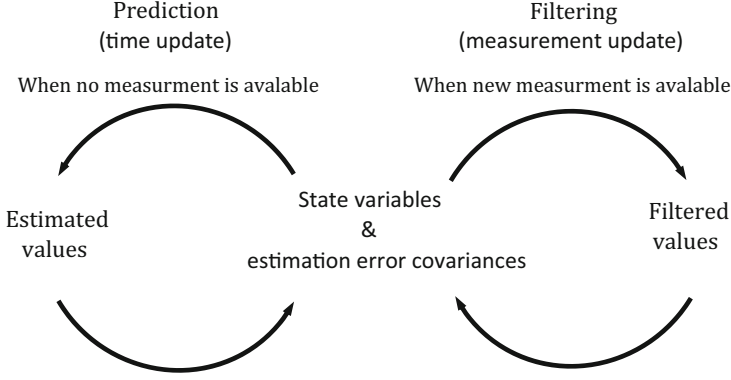 Prediction
(time update)
When no measurment is avalable
Filtering
(measurement update)
When new measurment is avalable
Estimated
values
State variables
&
estimation error covariances
Filtered
values